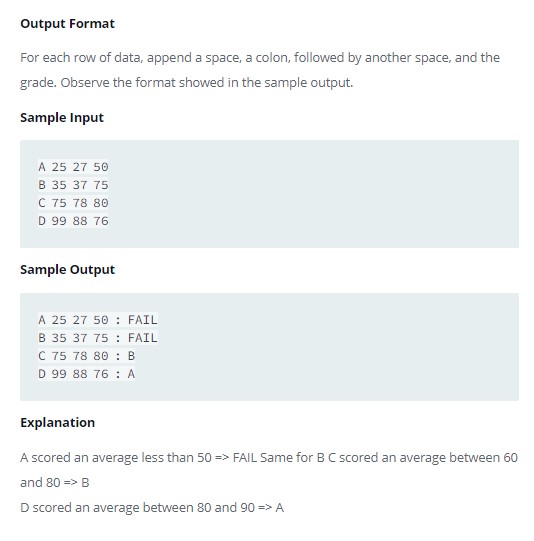 Output Format
For each row of data, append a space, a colon, followed by another space, and the
grade. Observe the format showed in the sample output.
Sample Input
A 25 27 50
B 35 37 75
C 75 78 80
D 99 88 76
Sample Output
A 25 27 50 : FAIL
B 35 37 75 : FAIL
C 75 78 80 : B
D 99 88 76 : A
Explanation
A scored an average less than 50 => FAIL Same for B C scored an average between 60
and 80 => B
D scored an average between 80 and 90 => A